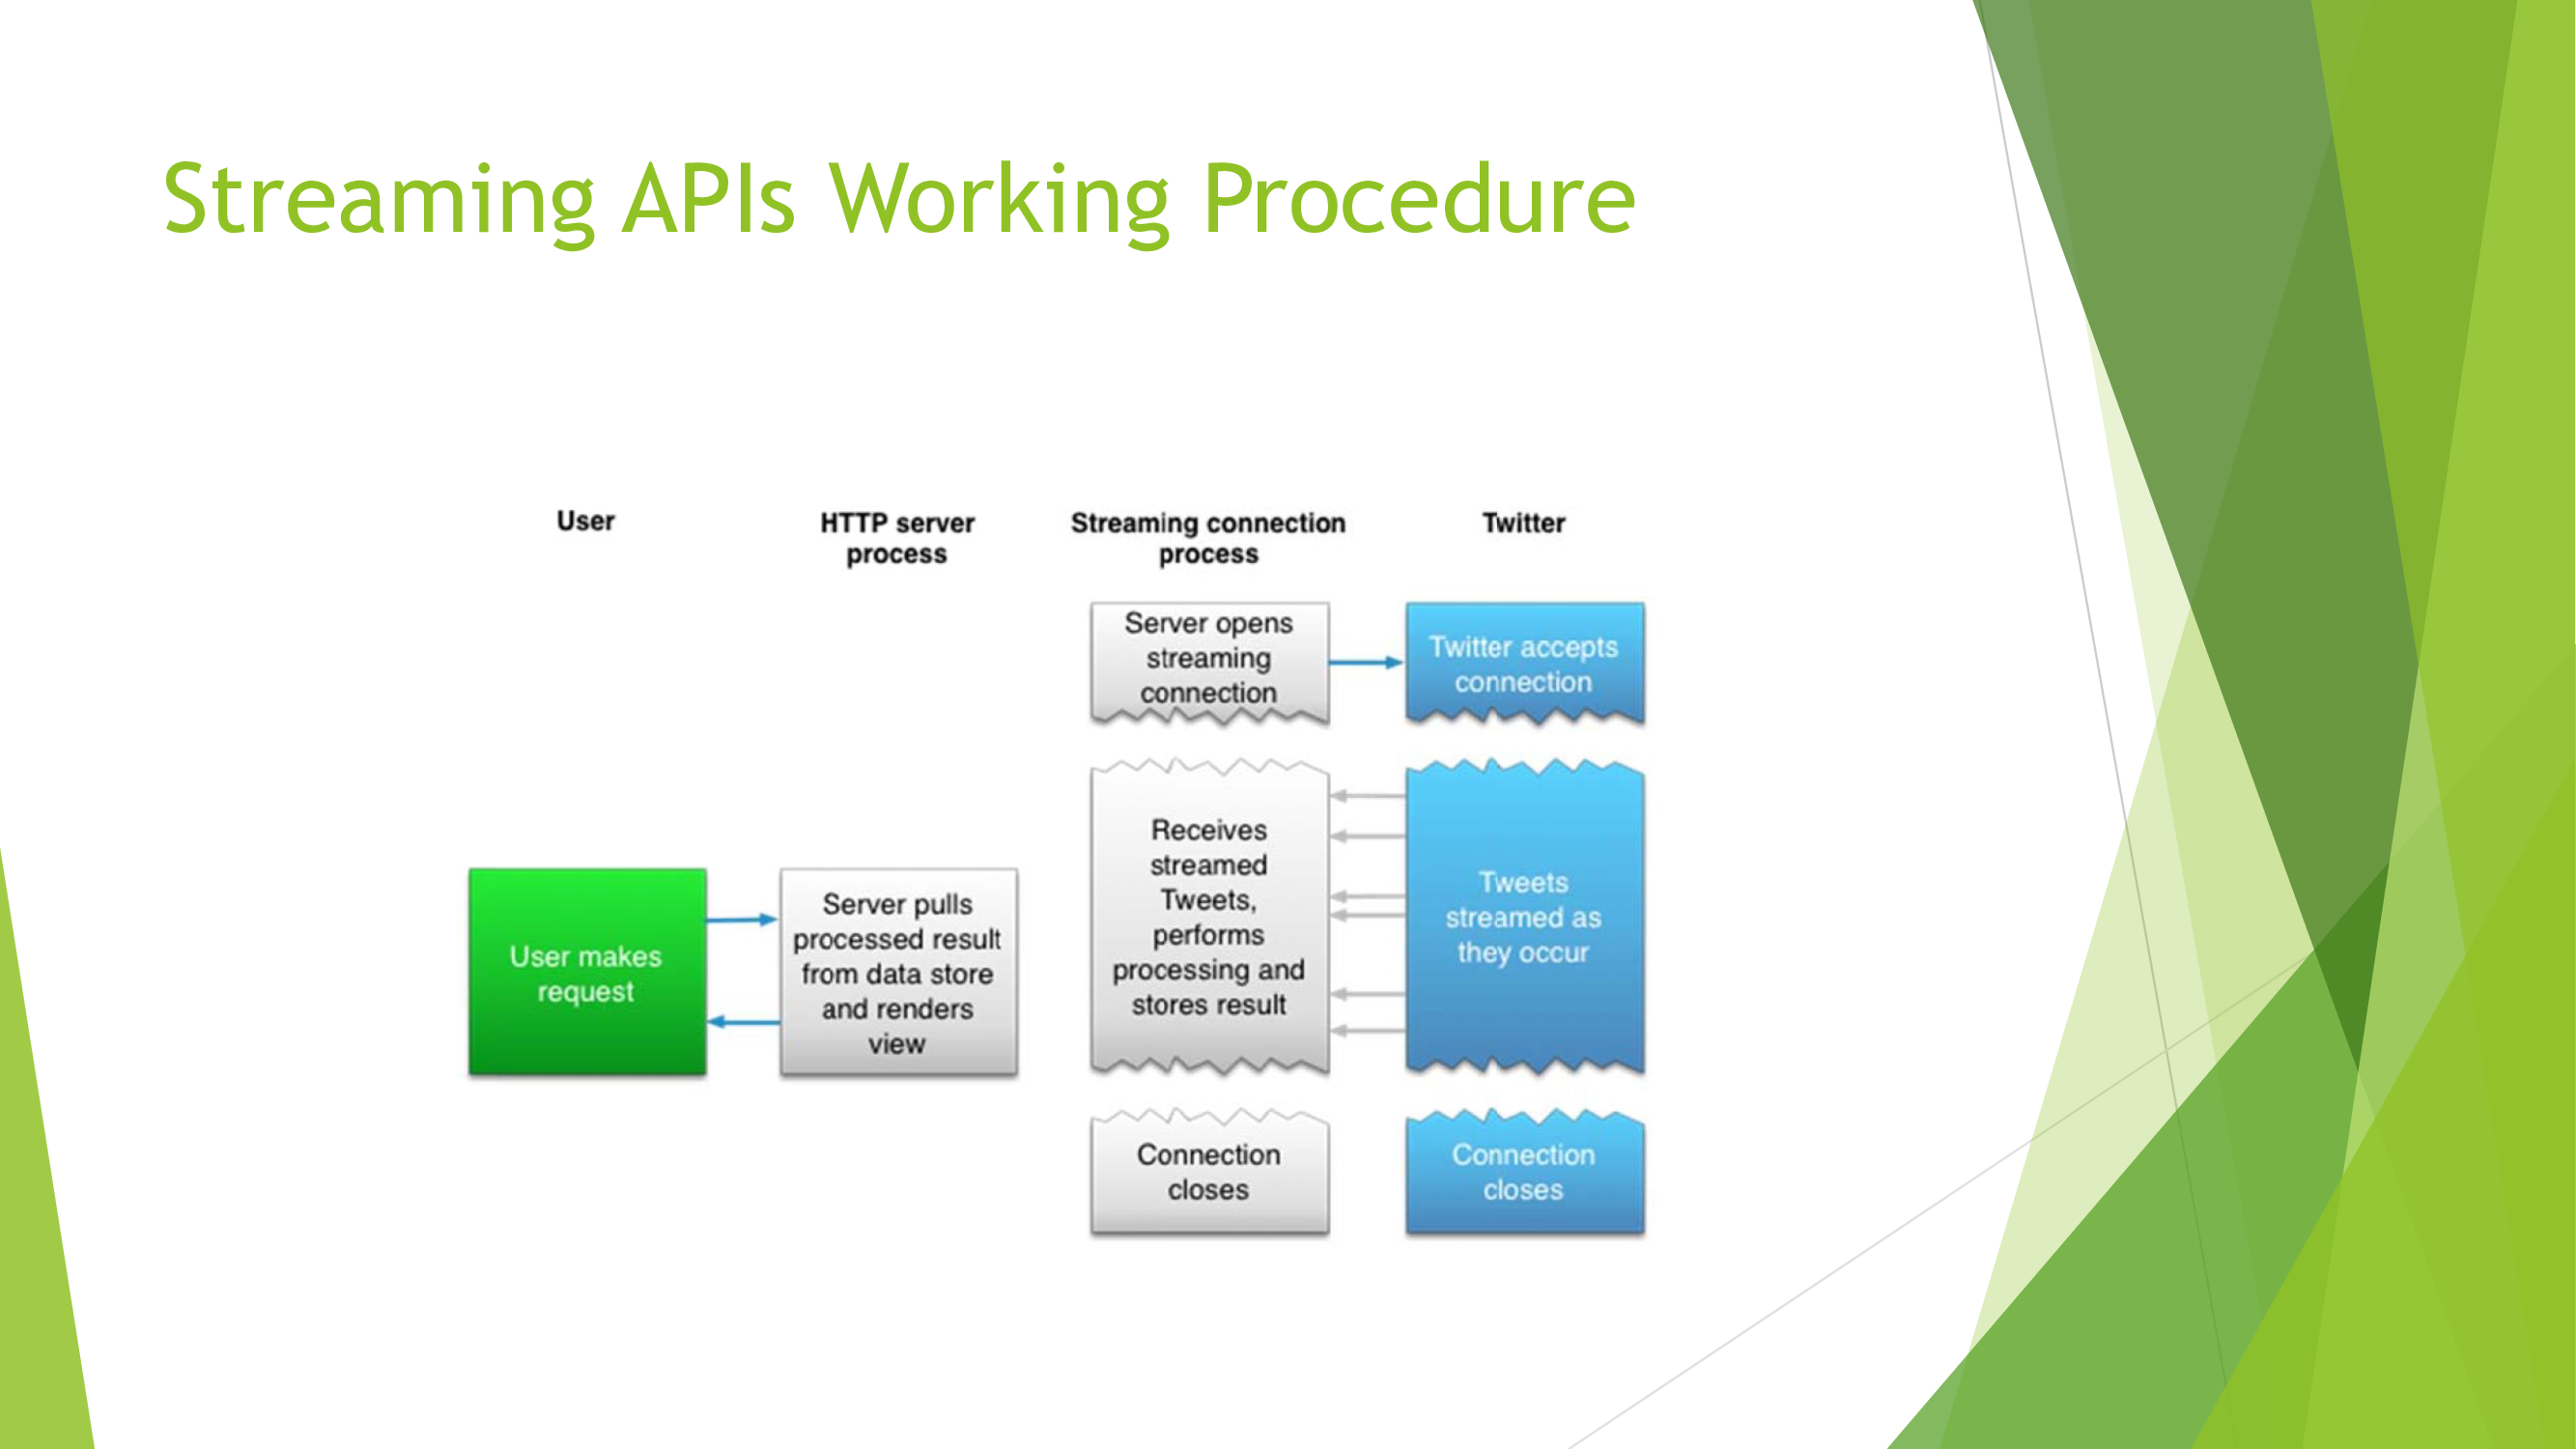 Streaming APIs Working Procedure
User
HTTP server
process
Streaming connection
process
Twitter
Server opens
streaming
connection
Twitter accepts
connection
User makes
request
Server pulls
processed result
from data store
and renders
view
Receives
streamed
Tweets,
performs
processing and
stores result
Tweets
streamed as
they occur
Connection
closes
Connection
closes